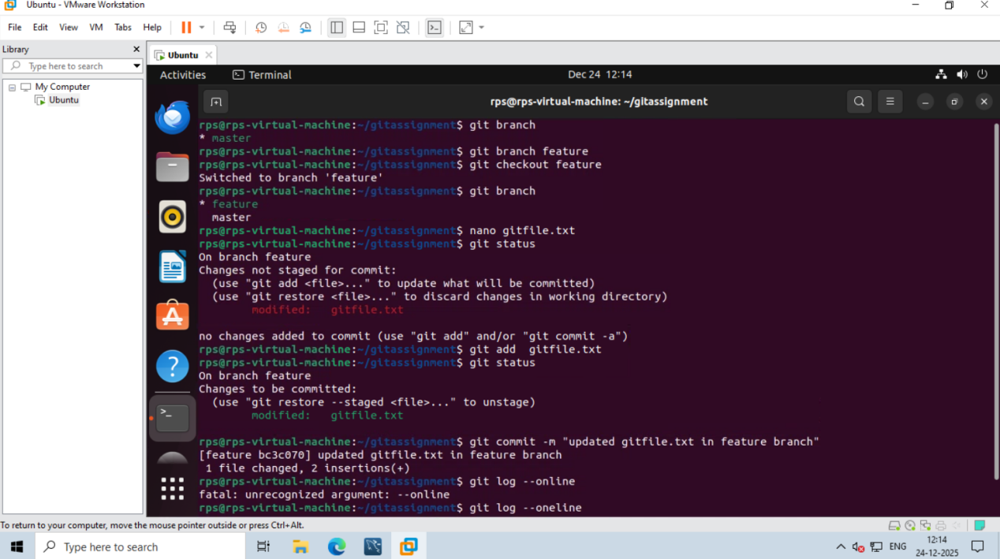 Ubuntu - VMware Workstation
File Edit View VM Tabs Help
Library
Type here to search
My Computer
Ubuntu
Ubuntu
Activities Terminal Dec 24 12:14
rps@rps-virtual-machine: ~/gitassignment
rps@rps-virtual-machine:~/gitassignment$ git branch
* master
rps@rps-virtual-machine:~/gitassignment$ git branch feature
rps@rps-virtual-machine:~/gitassignment$ git checkout feature
Switched to branch 'feature'
rps@rps-virtual-machine:~/gitassignment$ git branch
* feature
  master
rps@rps-virtual-machine:~/gitassignment$ nano gitfile.txt
rps@rps-virtual-machine:~/gitassignment$ git status
On branch feature
Changes not staged for commit:
  (use "git add <file>..." to update what will be committed)
  (use "git restore <file>..." to discard changes in working directory)
        modified:   gitfile.txt

no changes added to commit (use "git add" and/or "git commit -a")
rps@rps-virtual-machine:~/gitassignment$ git add  gitfile.txt
rps@rps-virtual-machine:~/gitassignment$ git status
On branch feature
Changes to be committed:
  (use "git restore --staged <file>..." to unstage)
        modified:   gitfile.txt

rps@rps-virtual-machine:~/gitassignment$ git commit -m "updated gitfile.txt in feature branch"
[feature bc3c070] updated gitfile.txt in feature branch
 1 file changed, 2 insertions(+)
rps@rps-virtual-machine:~/gitassignment$ git log --online
fatal: unrecognized argument: --online
rps@rps-virtual-machine:~/gitassignment$ git log --oneline
To return to your computer, move the mouse pointer outside or press Ctrl+Alt.
Type here to search
ENG
12:14
24-12-2025